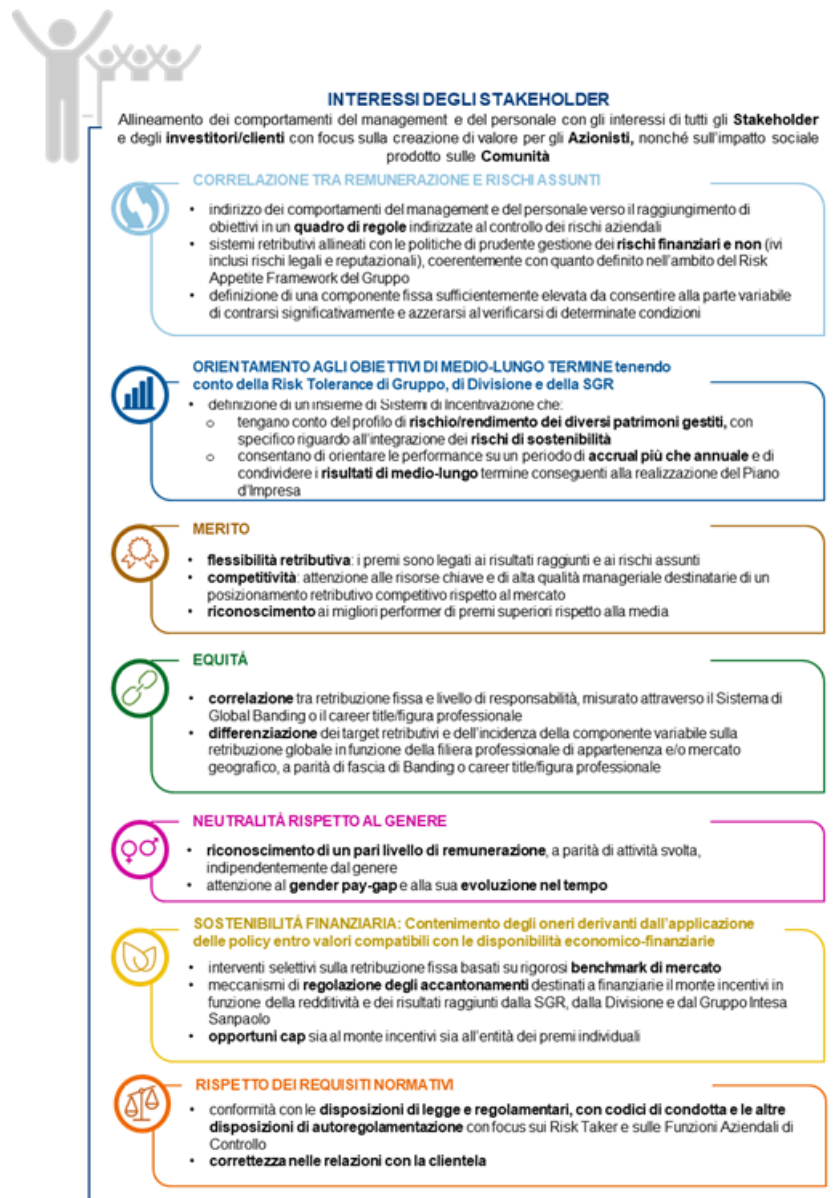 INTERESSI DEGLI STAKEHOLDER
Allineamento dei comportamenti del management e del personale con gli interessi di tutti gli Stakeholder
e degli investitori/clienti con focus sulla creazione di valore per gli Azionisti, nonché sull'impatto sociale
prodotto sulle Comunità
CORRELAZIONE TRA REMUNERAZIONE E RISCHI ASSUNTI
• indirizzo dei comportamenti del management e del personale verso il raggiungimento di
obiettivi in un quadro di regole indirizzate al controllo dei rischi aziendali
• sistemi retributivi allineati con le politiche di prudente gestione dei rischi finanziari e non (ivi
inclusi rischi legali e reputazionali), coerentemente con quanto definito nell'ambito del Risk
Appetite Framework del Gruppo
• definizione di una componente fissa sufficientemente elevata da consentire alla parte variabile
di contrarsi significativamente e azzerarsi al verificarsi di determinate condizioni
ORIENTAMENTO AGLI OBIETTIVI DI MEDIO-LUNGO TERMINE tenendo
conto della Risk Tolerance di Gruppo, di Divisione e della SGR
• definizione di un insieme di Sistemi di Incentivazione che:
o tengano conto del profilo di rischio/rendimento dei diversi patrimoni gestiti, con
specifico riguardo all'integrazione dei rischi di sostenibilità
o consentano di orientare le performance su un periodo di accrual più che annuale e di
condividere i risultati di medio-lungo termine conseguenti alla realizzazione del Piano
d'Impresa
MERITO
• flessibilità retributiva: i premi sono legati ai risultati raggiunti e ai rischi assunti
• competitività: attenzione alle risorse chiave e di alta qualità manageriale destinatarie di un
posizionamento retributivo competitivo rispetto al mercato
• riconoscimento ai migliori performer di premi superiori rispetto alla media
EQUITÁ
• correlazione tra retribuzione fissa e livello di responsabilità, misurato attraverso il Sistema di
Global Banding o il career title/figura professionale
• differenziazione dei target retributivi e dell'incidenza della componente variabile sulla
retribuzione globale in funzione della filiera professionale di appartenenza e/o mercato
geografico, a parità di fascia di Banding o career title/figura professionale
NEUTRALITÀ RISPETTO AL GENERE
• riconoscimento di un pari livello di remunerazione, a parità di attività svolta,
indipendentemente dal genere
• attenzione al gender pay-gap e alla sua evoluzione nel tempo
SOSTENIBILITÁ FINANZIARIA: Contenimento degli oneri derivanti dall'applicazione
delle policy entro valori compatibili con le disponibilità economico-finanziarie
• interventi selettivi sulla retribuzione fissa basati su rigorosi benchmark di mercato
• meccanismi di regolazione degli accantonamenti destinati a finanziarie il monte incentivi in
funzione della redditività e dei risultati raggiunti dalla SGR, dalla Divisione e dal Gruppo Intesa
Sanpaolo
• opportuni cap sia al monte incentivi sia all'entità dei premi individuali
RISPETTO DEI REQUISITI NORMATIVI
• conformità con le disposizioni di legge e regolamentari, con codici di condotta e le altre
disposizioni di autoregolamentazione con focus sui Risk Taker e sulle Funzioni Aziendali di
Controllo
• correttezza nelle relazioni con la clientela